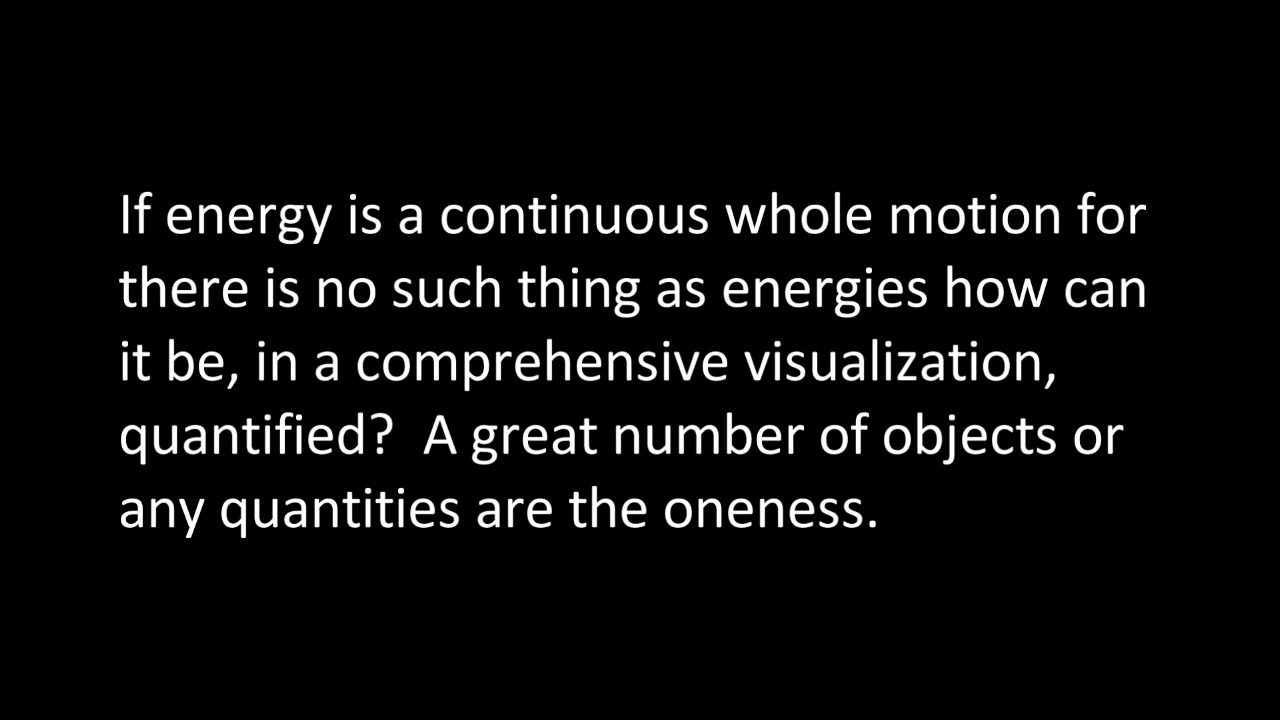 If energy is a continuous whole motion for
there is no such thing as energies how can
it be, in a comprehensive visualization,
quantified?  A great number of objects or
any quantities are the oneness.